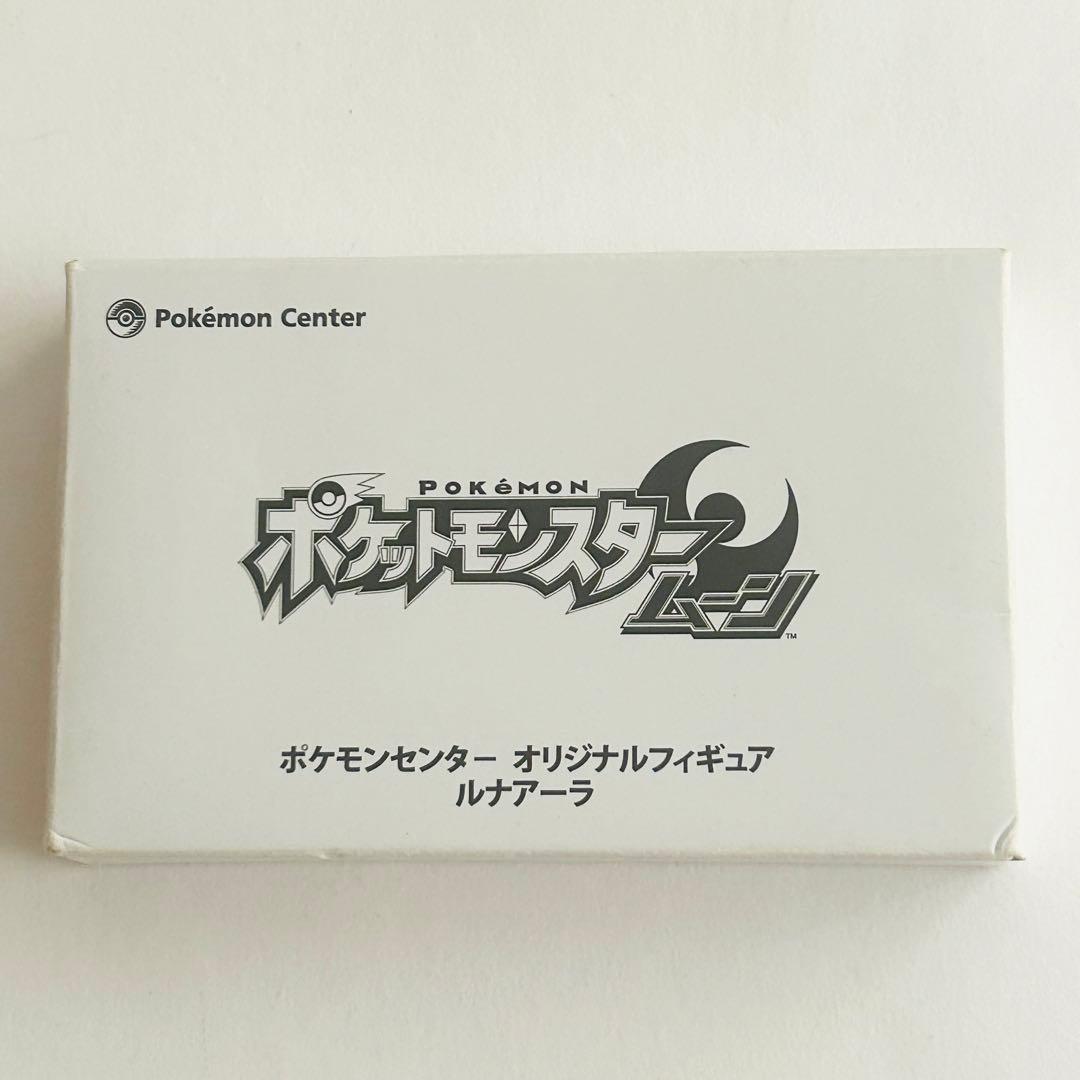 Pokémon Center
POKéMON
ポケットモンスター
ムーン
TM
ポケモンセンター オリジナルフィギュア
ルナアーラ